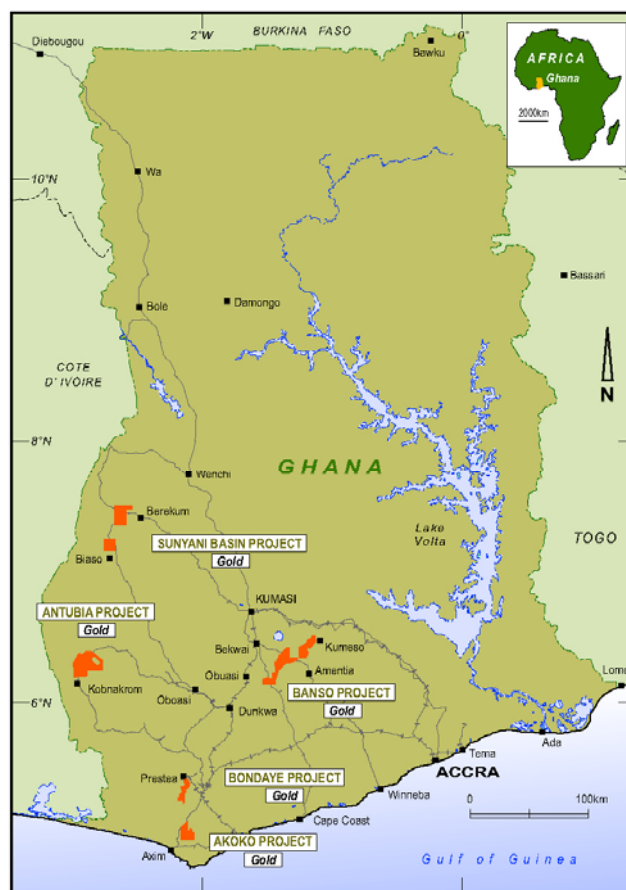 BURKINA FASO
2°W
0°
Diebougou
Bawku
AFRICA
Ghana
2000km
Wa
10°N
Bassari
Bole
Damongo
COTE
D'IVOIRE
N
8°N
Wenchi
GHANA
Berekum
Lake
Volta
TOGO
SUNYANI BASIN PROJECT
Gold
Biaso
ANTUBIA PROJECT
Gold
KUMASI
Bekwai
Kumeso
Obuasi
Amentia
Kobnakrom
Oboasi
BANSO PROJECT
Gold
6°N
Dunkwa
Lome
Ada
Tema
ACCRA
Prestea
BONDAYE PROJECT
Gold
Winneba
0
100km
Cape Coast
AKOKO PROJECT
Gold
Axim
Gulf of Guinea